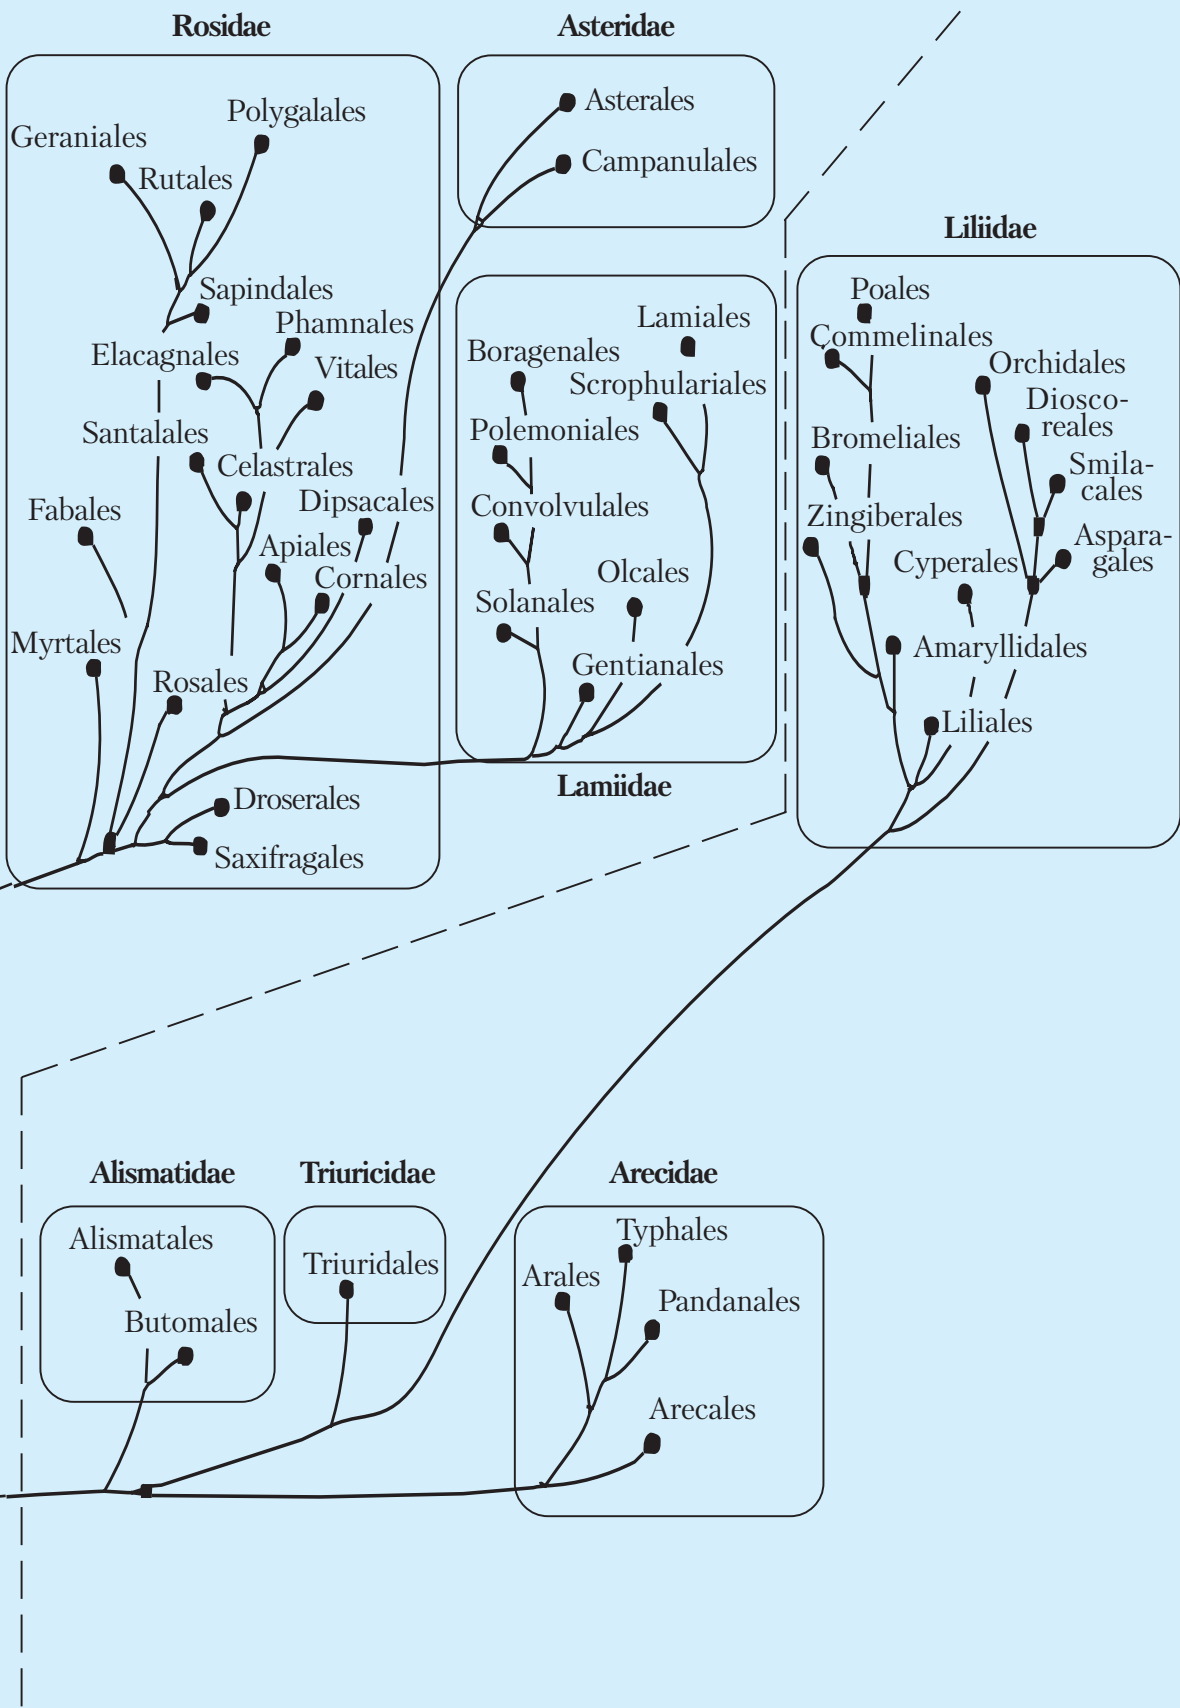 Rosidae
Geraniales
Polygalales
Rutales
Sapindales
Phamnales
Elacagnales
Vitales
Santalales
Celastrales
Dipsacales
Fabales
Apiales
Cornales
Myrtales
Rosales
Droserales
Saxifragales
Asteridae
Asterales
Campanulales
Lamiales
Boragenales
Scrophulariales
Polemoniales
Convolvulales
Olcales
Solanales
Gentianales
Lamiidae
Liliidae
Poales
Commelinales
Orchidales
Diosco-
reales
Bromeliales
Smila-
cales
Zingiberales
Aspara-
gales
Cyperales
Amaryllidales
Liliales
Alismatidae
Alismatales
Butomales
Triuricidae
Triuridales
Arecidae
Typhales
Arales
Pandanales
Arecales